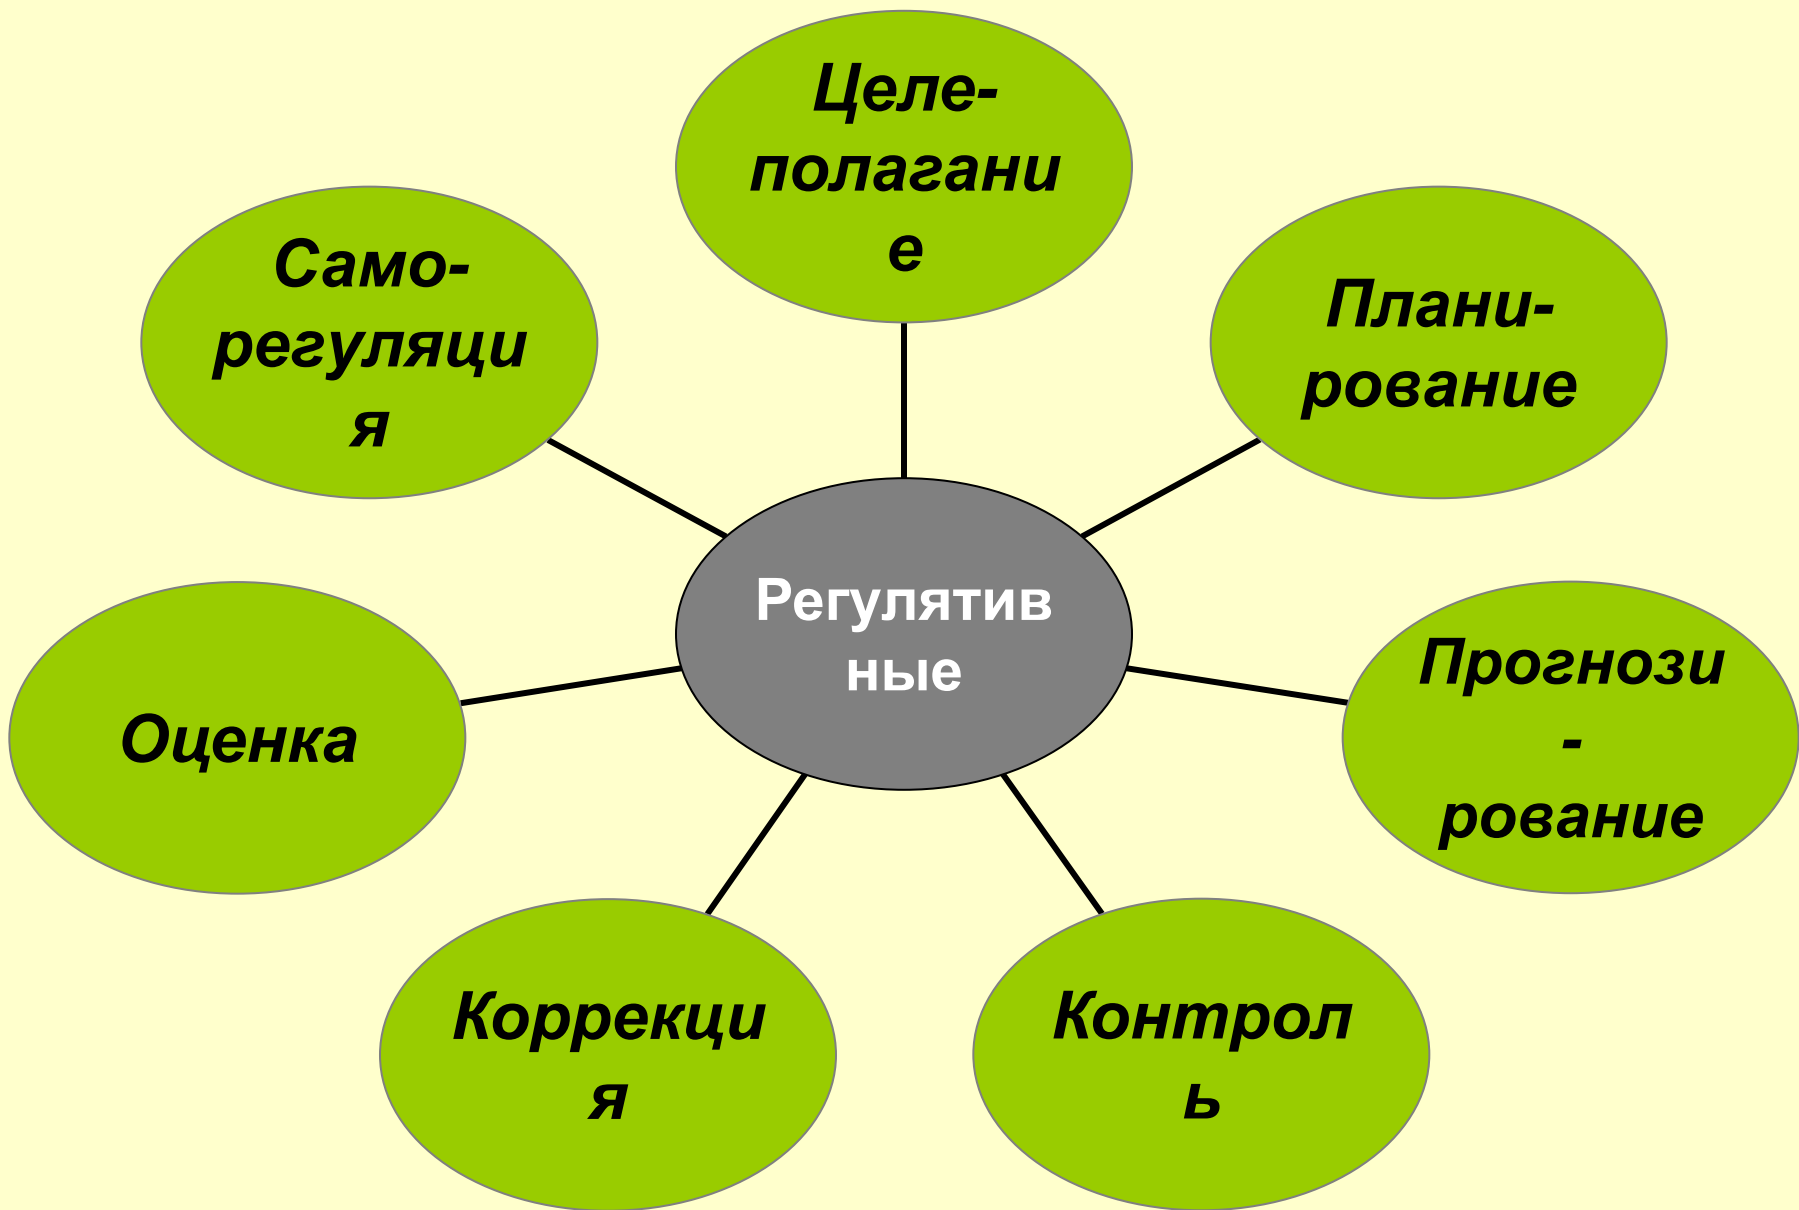 Целе-
полагани
е
Само-
регуляци
я
Плани-
рование
Регулятив
ные
Прогнози
-
рование
Оценка
Коррекци
я
Контрол
ь